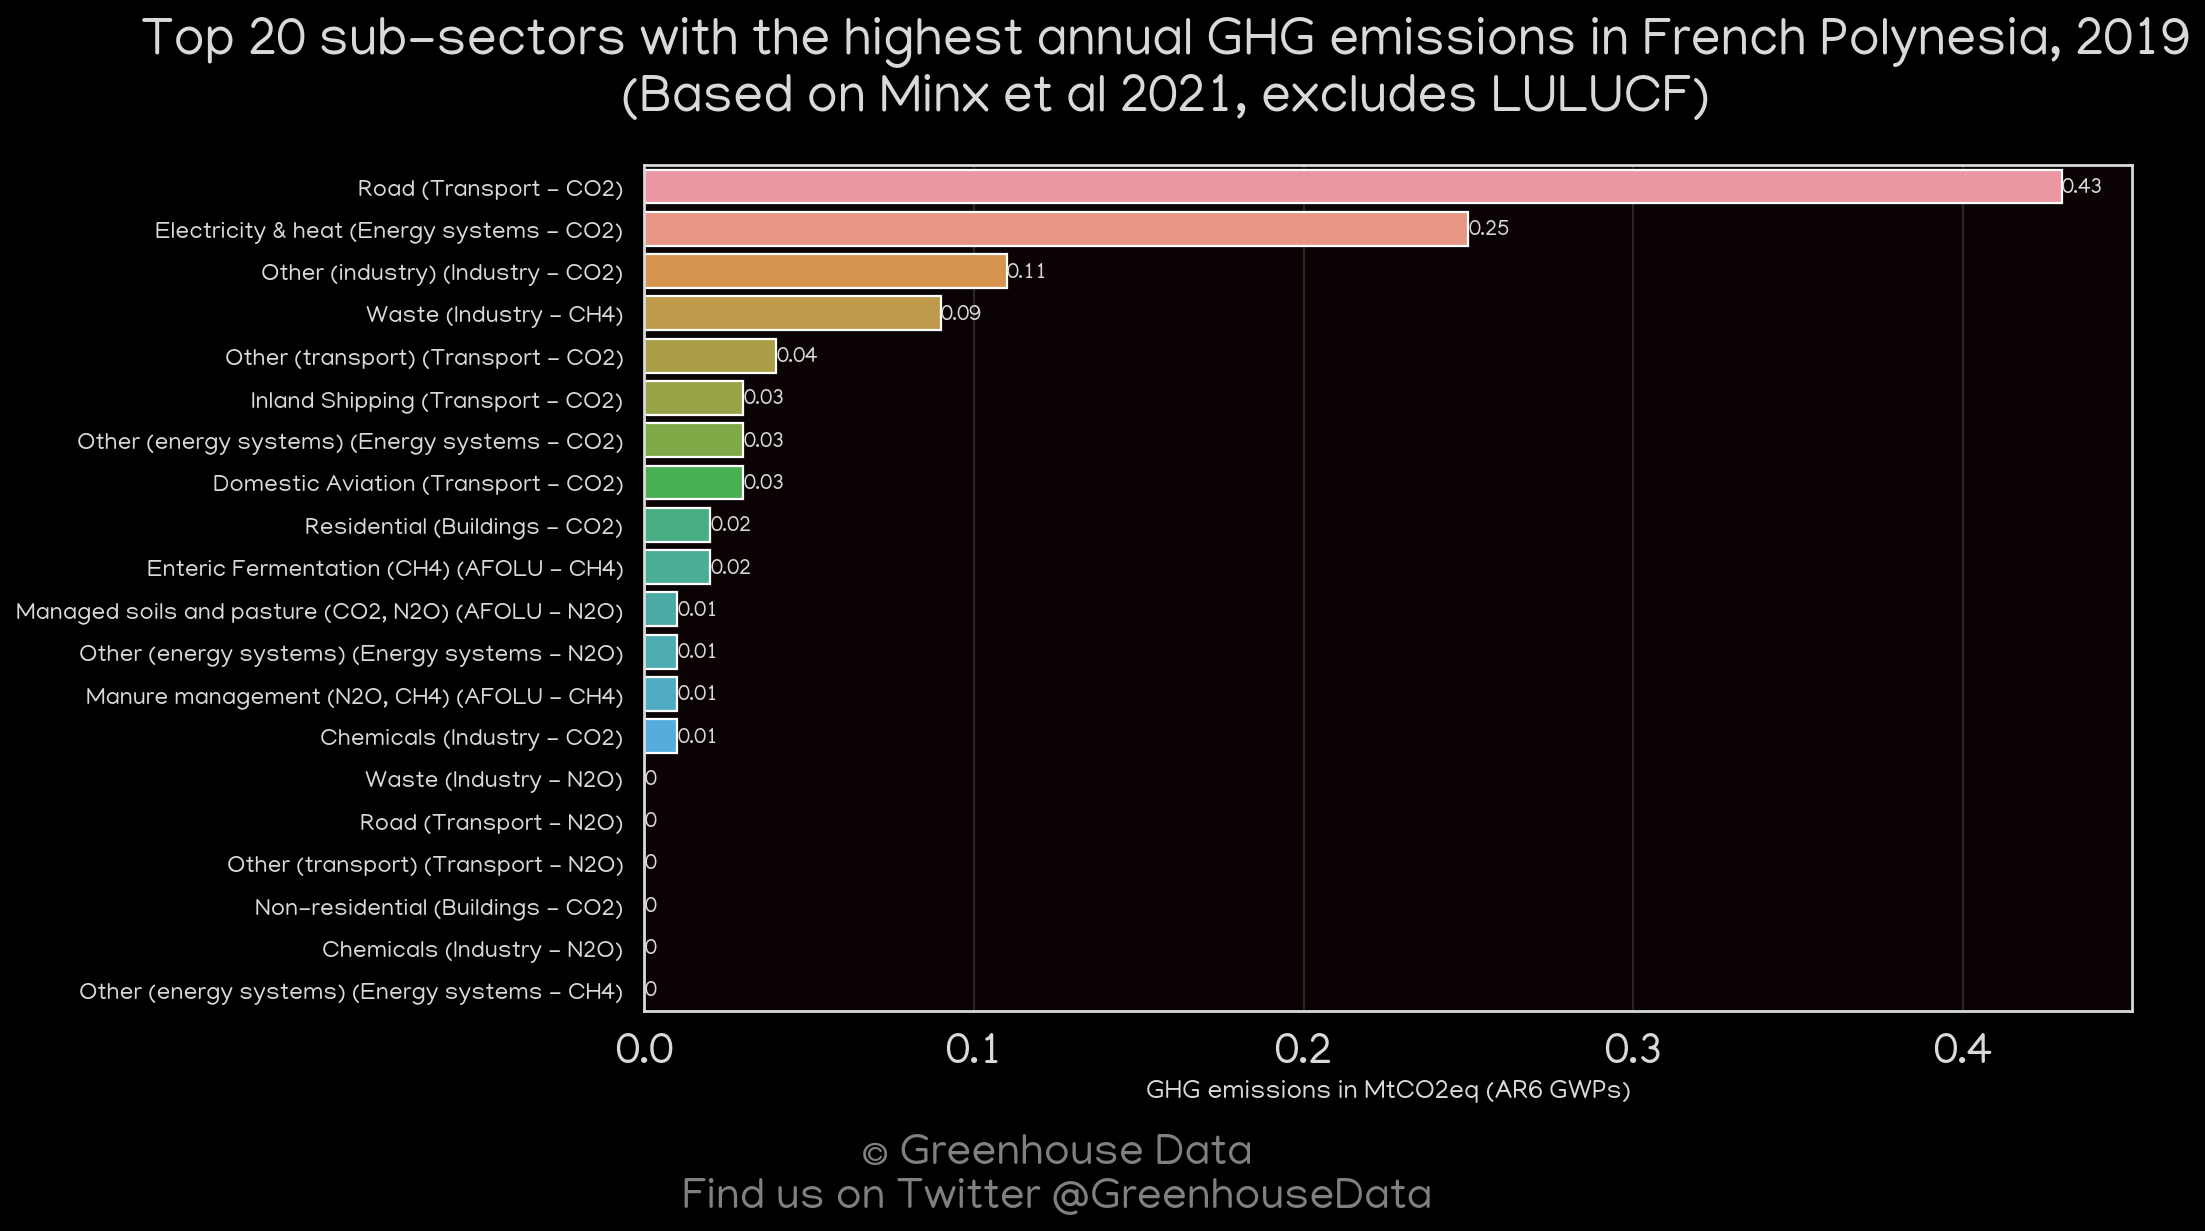 Top 20 sub-sectors with the highest annual GHG emissions in French Polynesia, 2019
(Based on Minx et al 2021, excludes LULUCF)
Road (Transport - CO2) 0.43
Electricity & heat (Energy systems - CO2) 0.25
Other (industry) (Industry - CO2) 0.11
Waste (Industry - CH4) 0.09
Other (transport) (Transport - CO2) 0.04
Inland Shipping (Transport - CO2) 0.03
Other (energy systems) (Energy systems - CO2) 0.03
Domestic Aviation (Transport - CO2) 0.03
Residential (Buildings - CO2) 0.02
Enteric Fermentation (CH4) (AFOLU - CH4) 0.02
Managed soils and pasture (CO2, N2O) (AFOLU - N2O) 0.01
Other (energy systems) (Energy systems - N2O) 0.01
Manure management (N2O, CH4) (AFOLU - CH4) 0.01
Chemicals (Industry - CO2) 0.01
Waste (Industry - N2O) 0
Road (Transport - N2O) 0
Other (transport) (Transport - N2O) 0
Non-residential (Buildings - CO2) 0
Chemicals (Industry - N2O) 0
Other (energy systems) (Energy systems - CH4) 0
0.0 0.1 0.2 0.3 0.4
GHG emissions in MtCO2eq (AR6 GWPs)
© Greenhouse Data
Find us on Twitter @GreenhouseData